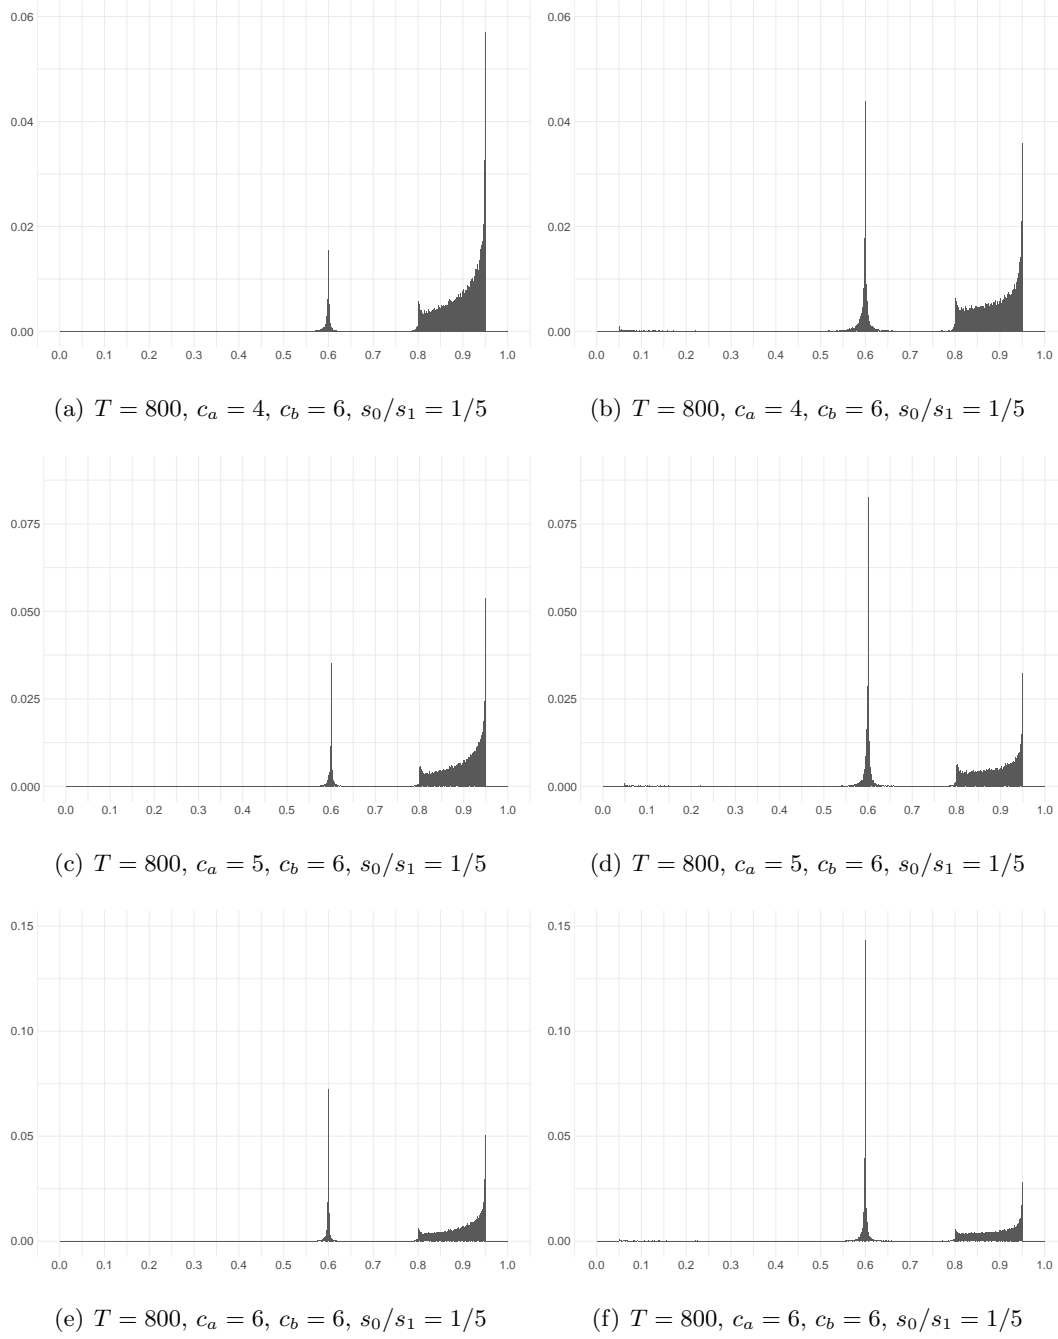 0.06
0.04
0.02
0.00
0.0 0.1 0.2 0.3 0.4 0.5 0.6 0.7 0.8 0.9 1.0
(a) T = 800, c_a = 4, c_b = 6, s_0/s_1 = 1/5
0.06
0.04
0.02
0.00
0.0 0.1 0.2 0.3 0.4 0.5 0.6 0.7 0.8 0.9 1.0
(b) T = 800, c_a = 4, c_b = 6, s_0/s_1 = 1/5
0.075
0.050
0.025
0.000
0.0 0.1 0.2 0.3 0.4 0.5 0.6 0.7 0.8 0.9 1.0
(c) T = 800, c_a = 5, c_b = 6, s_0/s_1 = 1/5
0.075
0.050
0.025
0.000
0.0 0.1 0.2 0.3 0.4 0.5 0.6 0.7 0.8 0.9 1.0
(d) T = 800, c_a = 5, c_b = 6, s_0/s_1 = 1/5
0.15
0.10
0.05
0.00
0.0 0.1 0.2 0.3 0.4 0.5 0.6 0.7 0.8 0.9 1.0
(e) T = 800, c_a = 6, c_b = 6, s_0/s_1 = 1/5
0.15
0.10
0.05
0.00
0.0 0.1 0.2 0.3 0.4 0.5 0.6 0.7 0.8 0.9 1.0
(f) T = 800, c_a = 6, c_b = 6, s_0/s_1 = 1/5